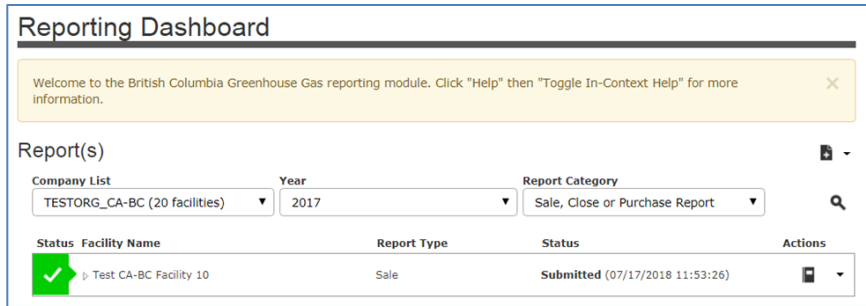 Reporting Dashboard
Welcome to the British Columbia Greenhouse Gas reporting module. Click "Help" then "Toggle In-Context Help" for more
information.
Report(s)
Company List Year Report Category
TESTORG_CA-BC (20 facilities) 2017 Sale, Close or Purchase Report
Status Facility Name Report Type Status Actions
Test CA-BC Facility 10 Sale Submitted (07/17/2018 11:53:26)